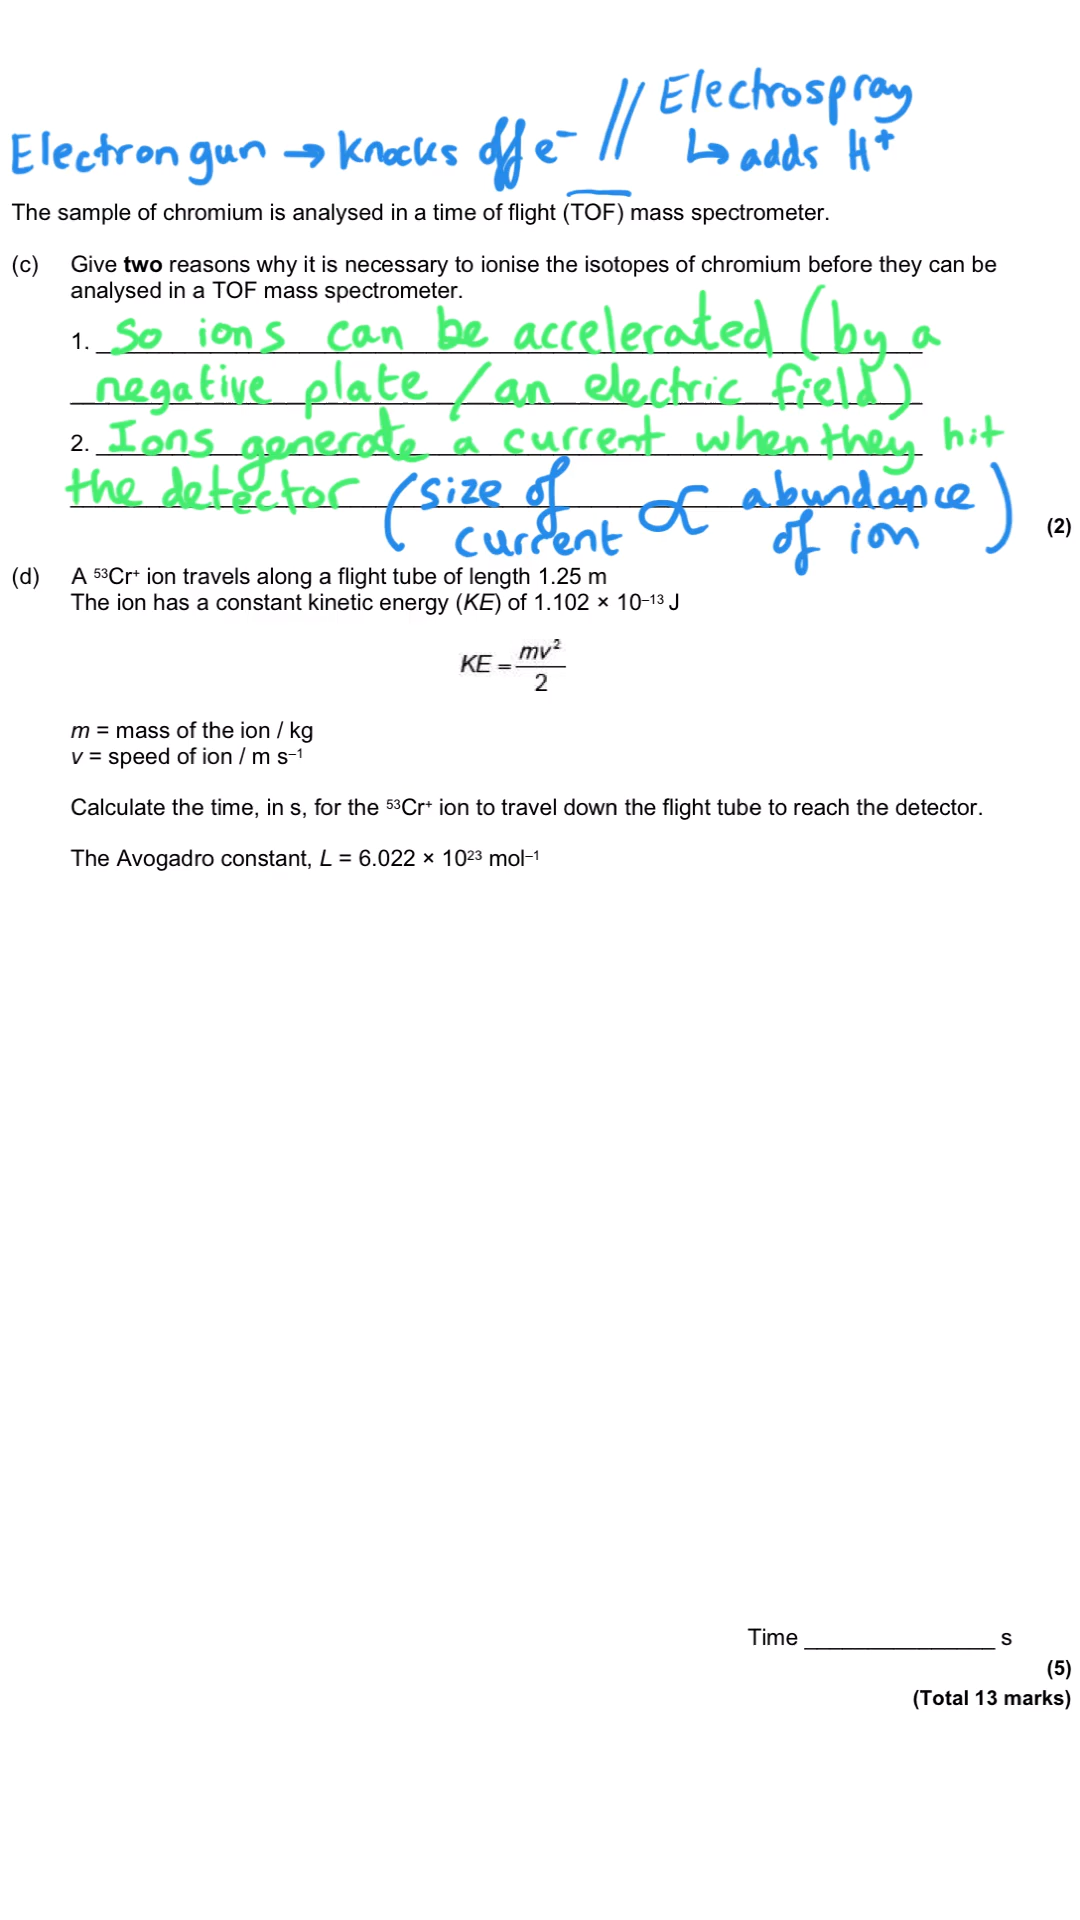 Electrospray
Electron gun → Knocks off e⁻ // ↳ adds H⁺
The sample of chromium is analysed in a time of flight (TOF) mass spectrometer.
(c) Give two reasons why it is necessary to ionise the isotopes of chromium before they can be
analysed in a TOF mass spectrometer.
1. So ions can be accelerated (by a
negative plate / an electric field)
2. Ions generate a current when they hit
the detector (size of current ∝ abundance of ion)
(2)
(d) A ⁵³Cr⁺ ion travels along a flight tube of length 1.25 m
The ion has a constant kinetic energy (KE) of 1.102 × 10⁻¹³ J
KE = mv²/2
m = mass of the ion / kg
v = speed of ion / m s⁻¹
Calculate the time, in s, for the ⁵³Cr⁺ ion to travel down the flight tube to reach the detector.
The Avogadro constant, L = 6.022 × 10²³ mol⁻¹
Time ________________ s
(5)
(Total 13 marks)